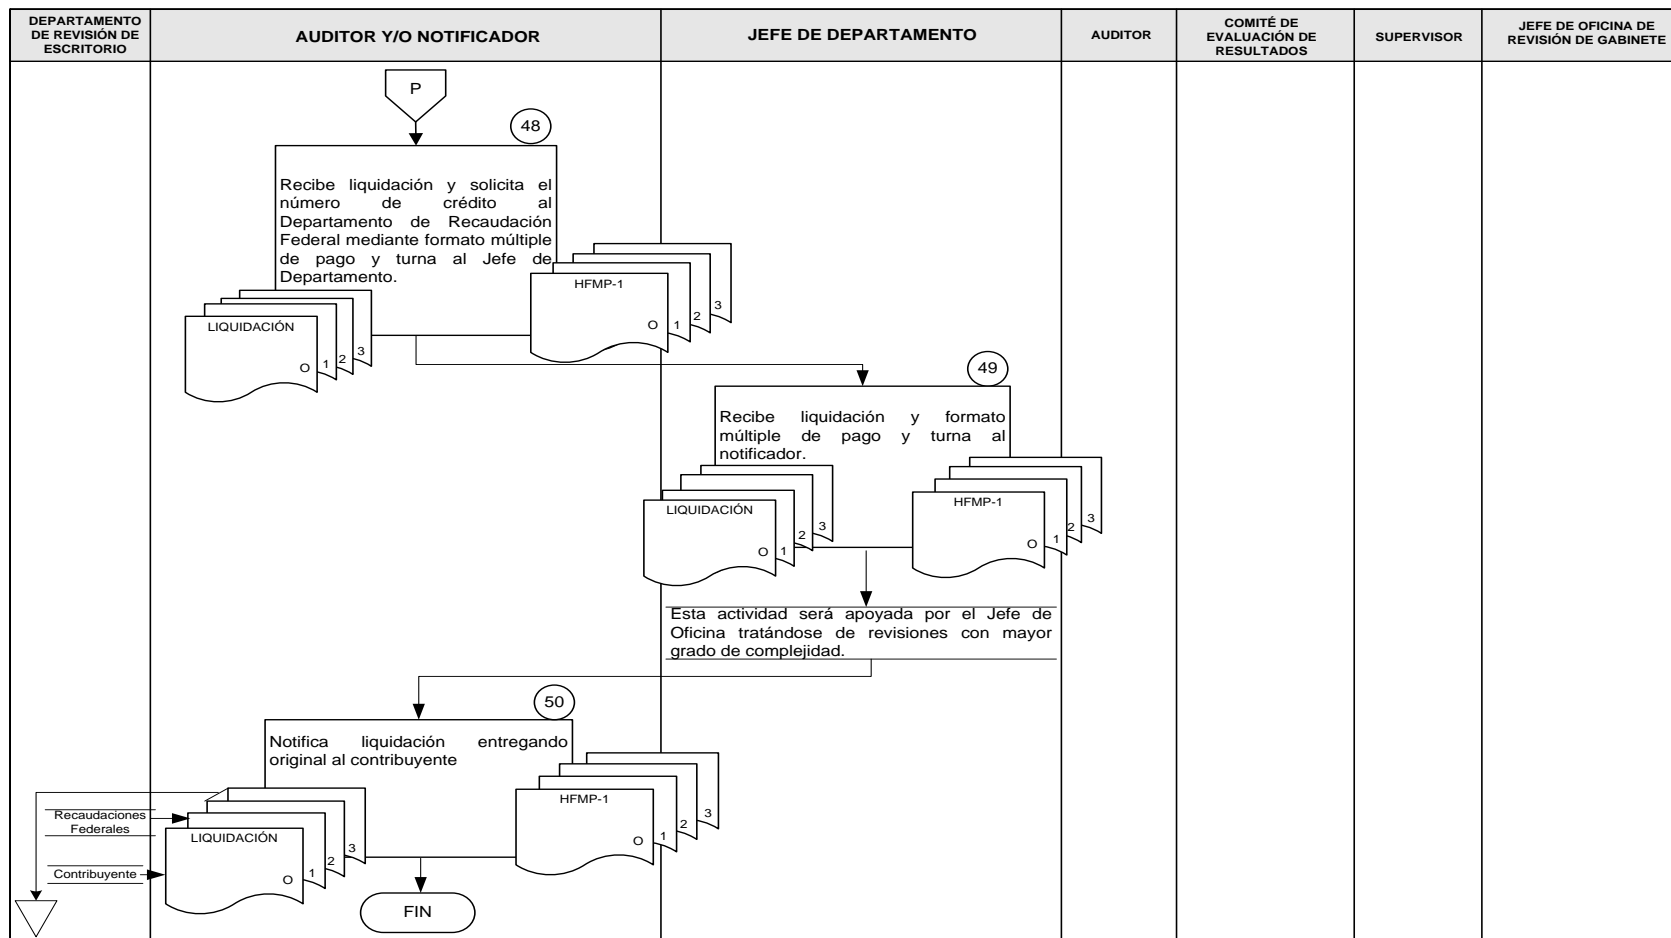 DEPARTAMENTO
DE REVISIÓN DE
ESCRITORIO
AUDITOR Y/O NOTIFICADOR
JEFE DE DEPARTAMENTO
AUDITOR
COMITÉ DE
EVALUACIÓN DE
RESULTADOS
SUPERVISOR
JEFE DE OFICINA DE
REVISIÓN DE GABINETE
P
48
Recibe liquidación y solicita el
número de crédito al
Departamento de Recaudación
Federal mediante formato múltiple
de pago y turna al Jefe de
Departamento.
LIQUIDACIÓN
O
1
2
3
HFMP-1
O
1
2
3
49
Recibe liquidación y formato
múltiple de pago y turna al
notificador.
LIQUIDACIÓN
O
1
2
3
HFMP-1
O
1
2
3
Esta actividad será apoyada por el Jefe de
Oficina tratándose de revisiones con mayor
grado de complejidad.
50
Notifica liquidación entregando
original al contribuyente
Recaudaciones
Federales
Contribuyente
LIQUIDACIÓN
O
1
2
3
HFMP-1
O
1
2
3
FIN